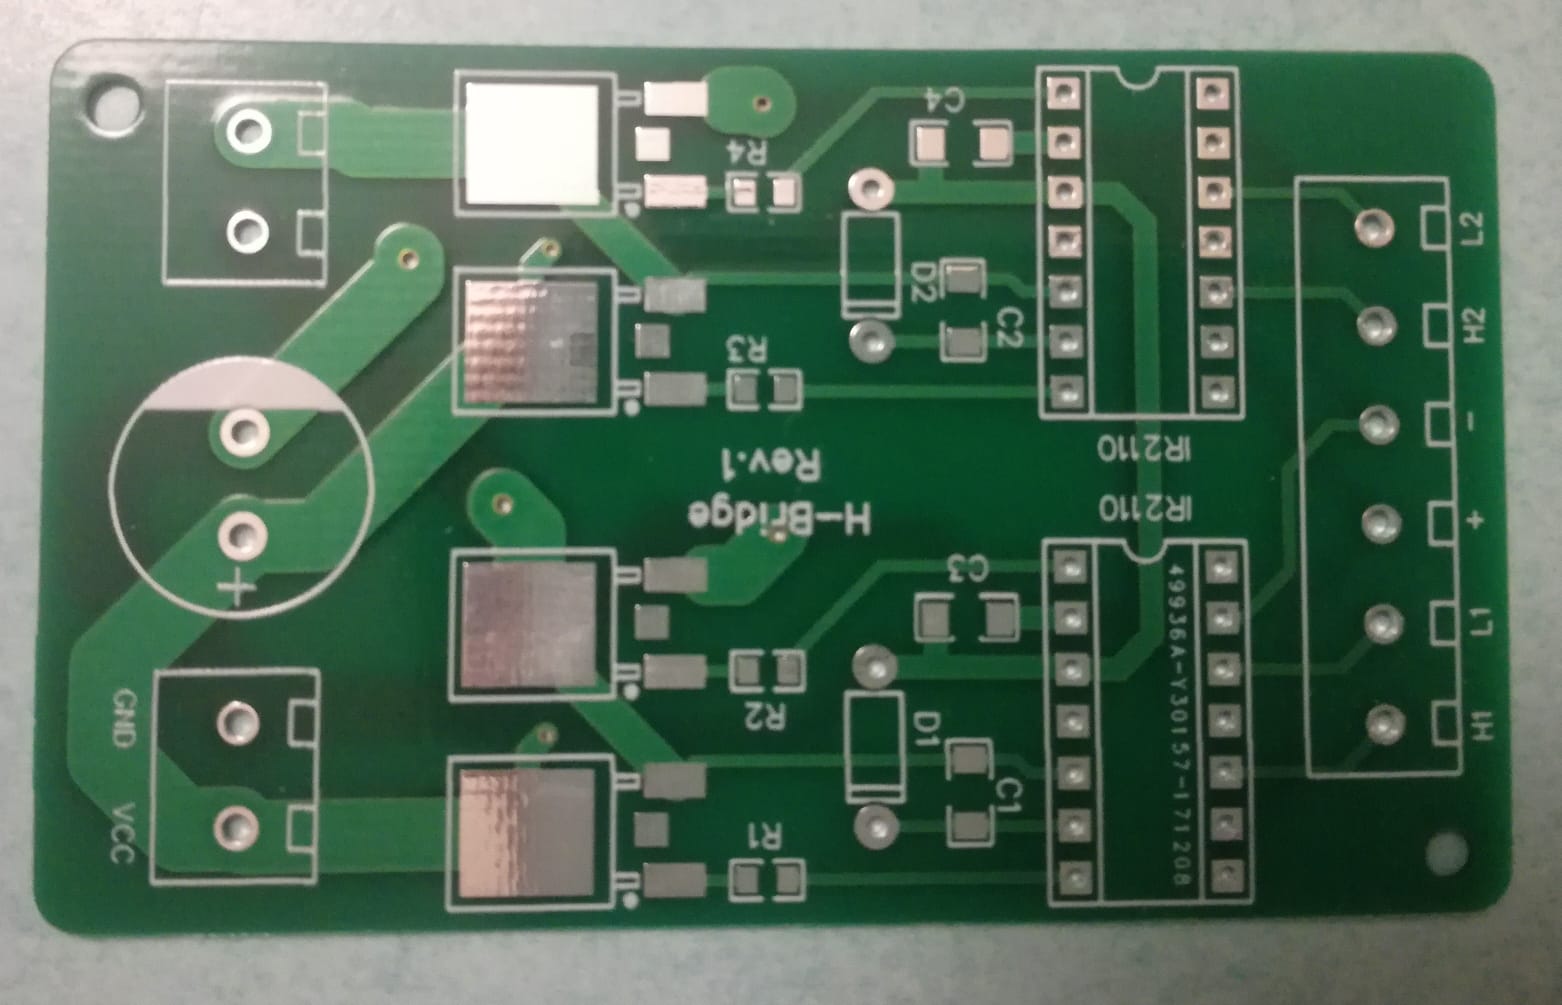 C4
R4
L2
D2
C2
H2
R3
-
IR2110
H-Bridge
Rev.1
IR2110
+
C3
+
49936A-Y30157-171208
L1
R2
GND
D1
H1
C1
VCC
R1